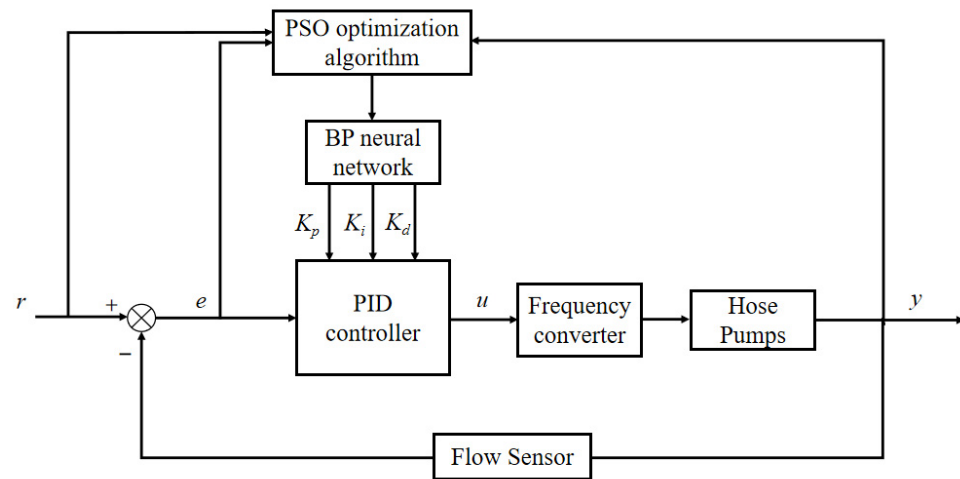 PSO optimization
algorithm
BP neural
network
K_p K_i K_d
r
+
e
PID
controller
u
Frequency
converter
Hose
Pumps
y
−
Flow Sensor